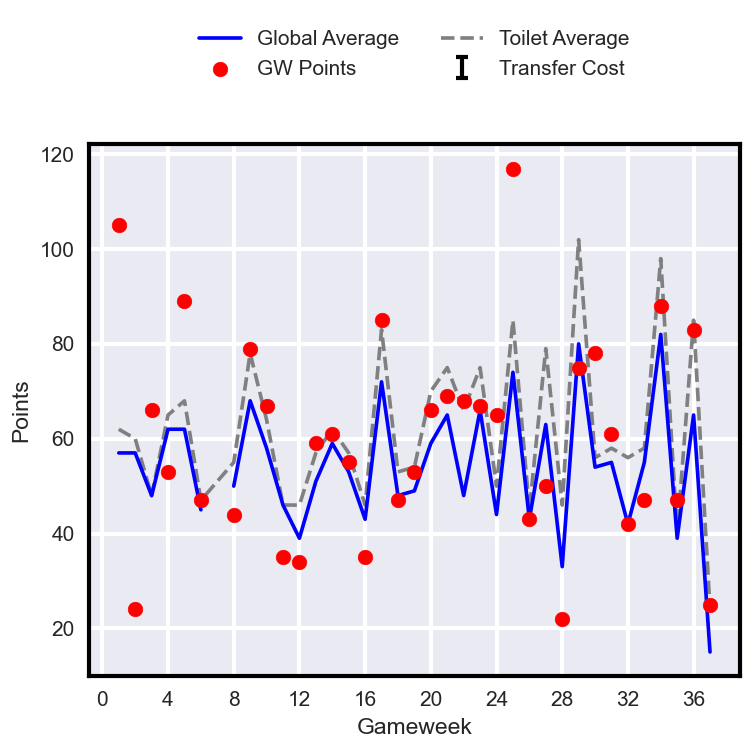 Global Average
Toilet Average
GW Points
Transfer Cost
120
100
80
60
40
20
Points
0 4 8 12 16 20 24 28 32 36
Gameweek